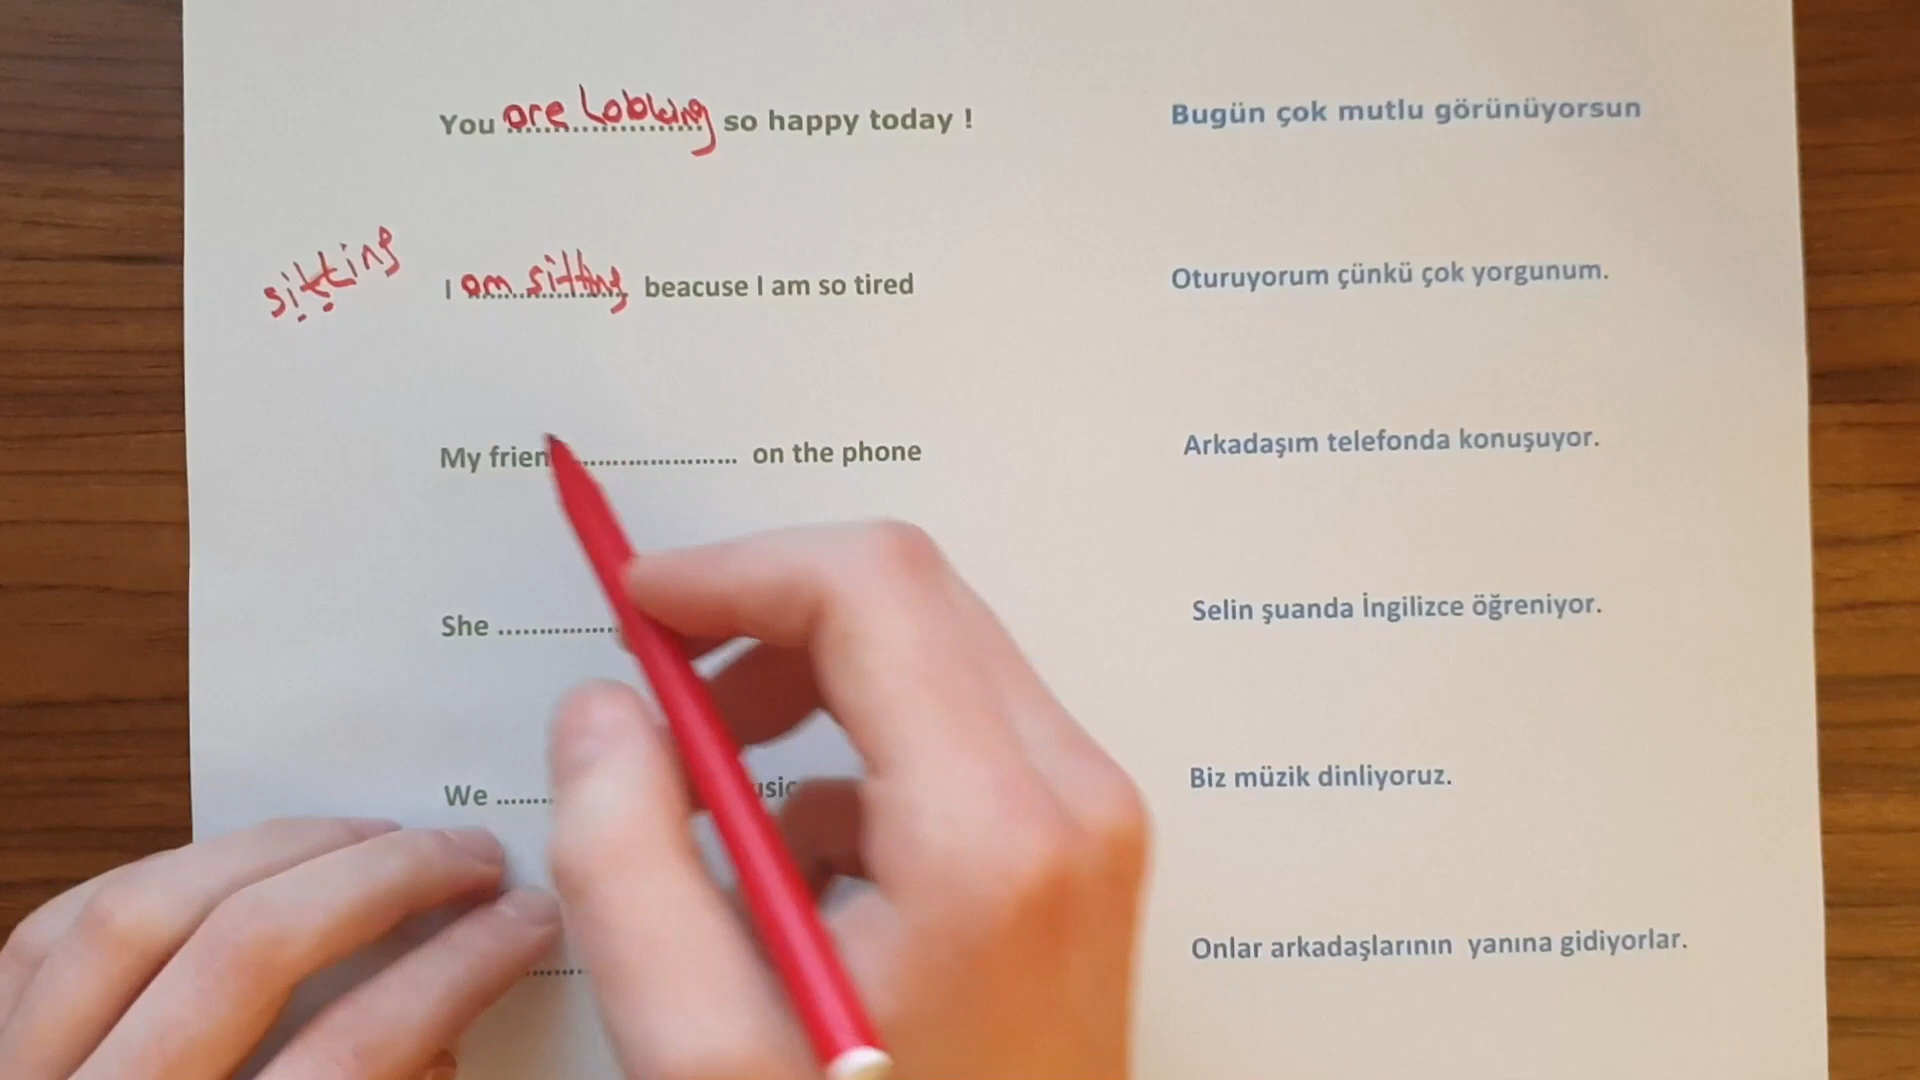 You are looking so happy today !
Bugün çok mutlu görünüyorsun
sitting
I am sitting beacuse I am so tired
Oturuyorum çünkü çok yorgunum.
My frien ...................... on the phone
Arkadaşım telefonda konuşuyor.
She ...............
Selin şuanda İngilizce öğreniyor.
We .......
Biz müzik dinliyoruz.
Onlar arkadaşlarının yanına gidiyorlar.